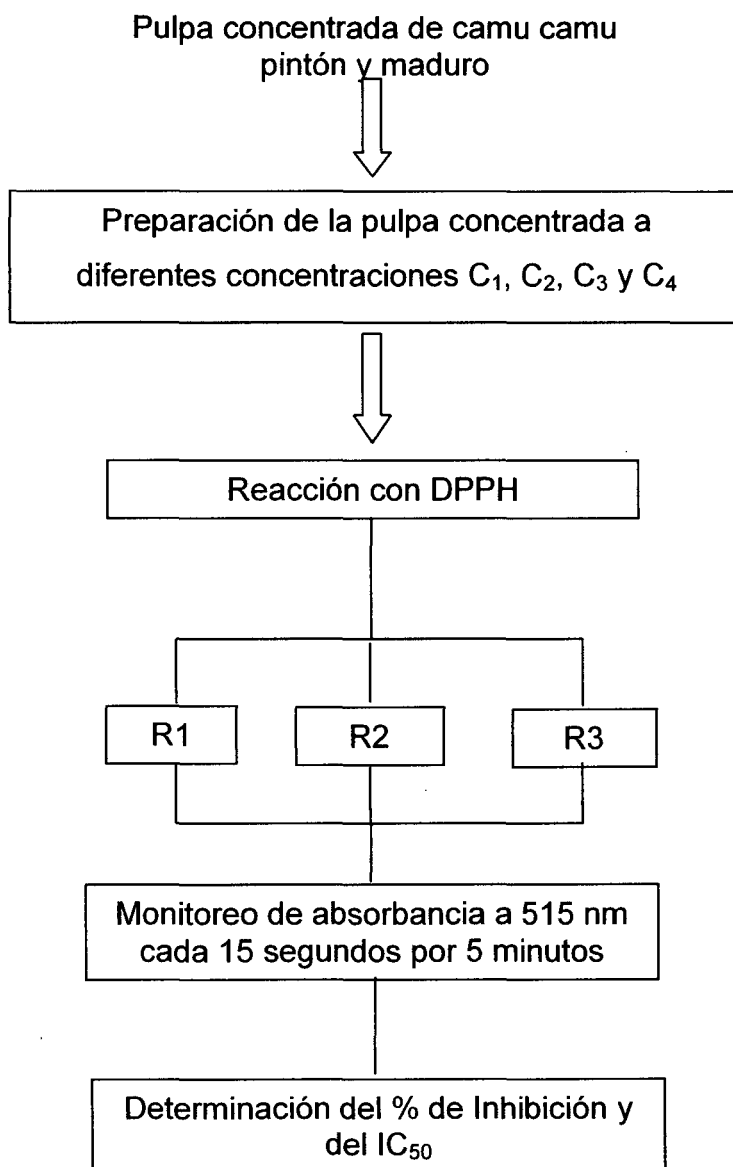 Pulpa concentrada de camu camu
pintón y maduro
Preparación de la pulpa concentrada a
diferentes concentraciones C₁, C₂, C₃ y C₄
Reacción con DPPH
R1 R2 R3
Monitoreo de absorbancia a 515 nm
cada 15 segundos por 5 minutos
Determinación del % de Inhibición y
del IC₅₀